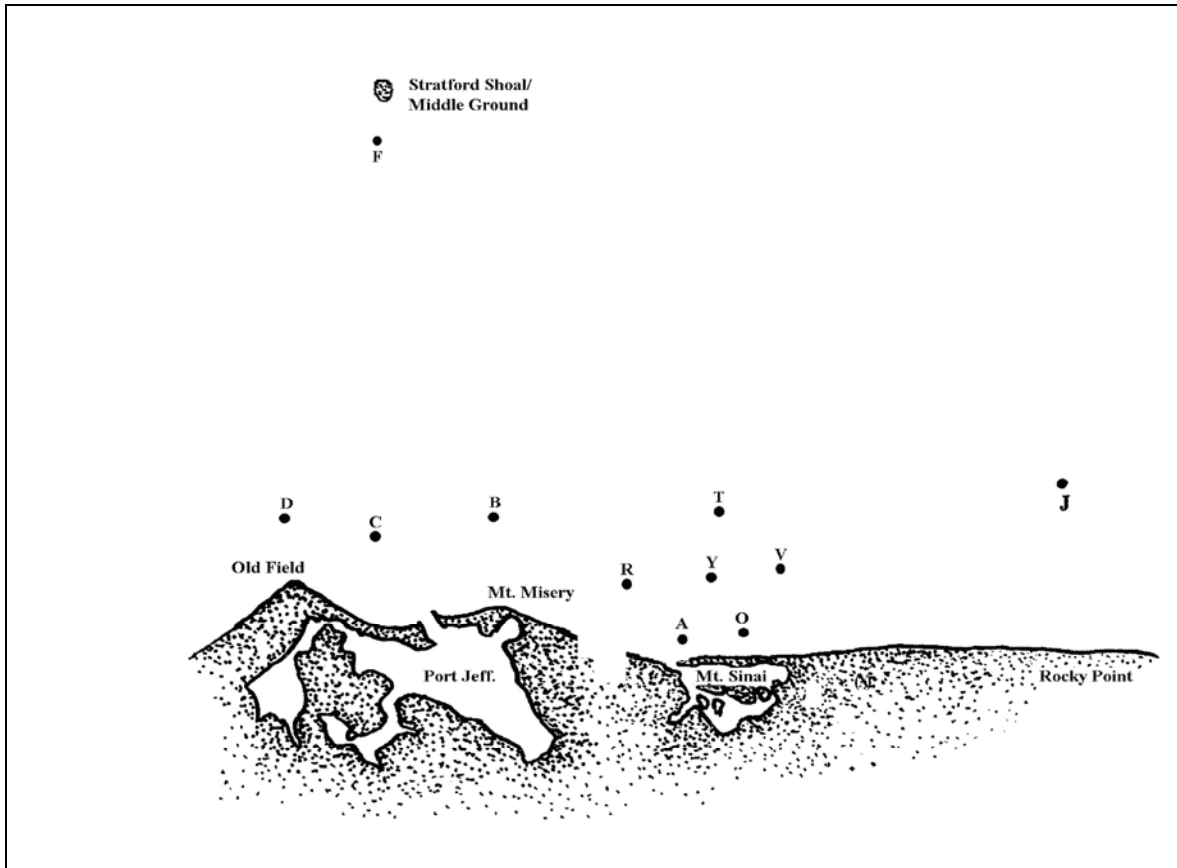 Stratford Shoal/
Middle Ground
F
D
C
B
T
J
R
Y
V
A
O
Old Field
Mt. Misery
Port Jeff.
Mt. Sinai
Rocky Point